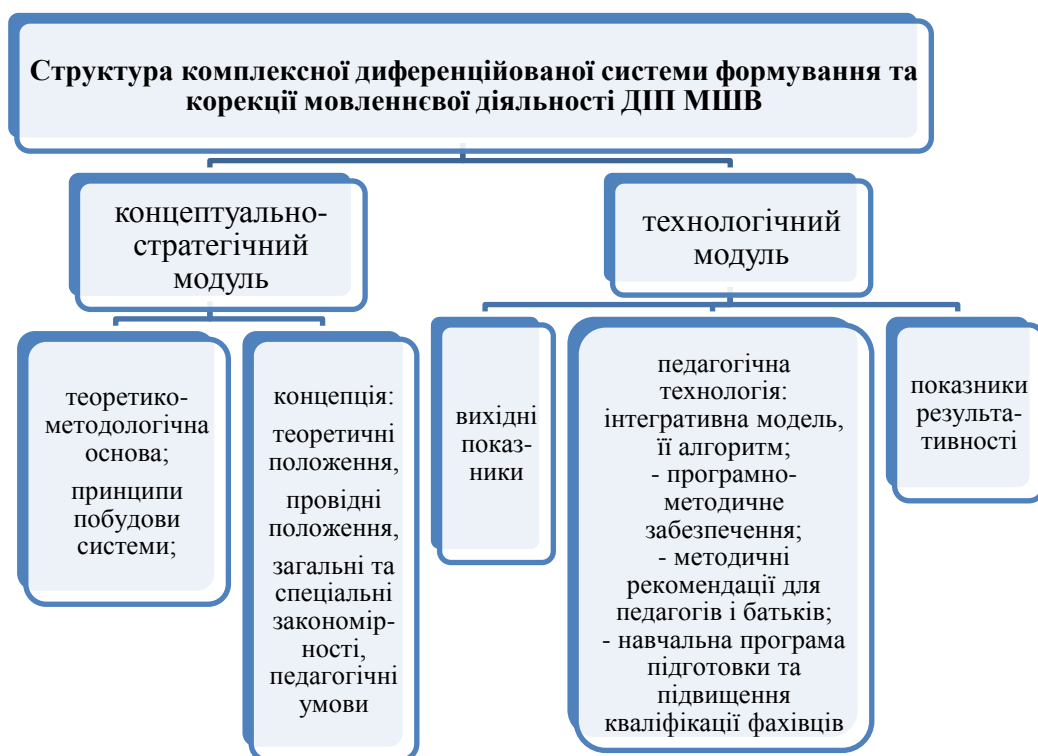 Структура комплексної диференційованої системи формування та
корекції мовленнєвої діяльності ДІП МШВ
концептуально-
стратегічний
модуль
технологічний
модуль
теоретико-
методологічна
основа;
принципи
побудови
системи;
концепція:
теоретичні
положення,
провідні
положення,
загальні та
спеціальні
закономір-
ності,
педагогічні
умови
вихідні
показ-
ники
педагогічна
технологія:
інтегративна модель,
її алгоритм;
- програмно-
методичне
забезпечення;
- методичні
рекомендації для
педагогів і батьків;
- навчальна програма
підготовки та
підвищення
кваліфікації фахівців
показники
результа-
тивності